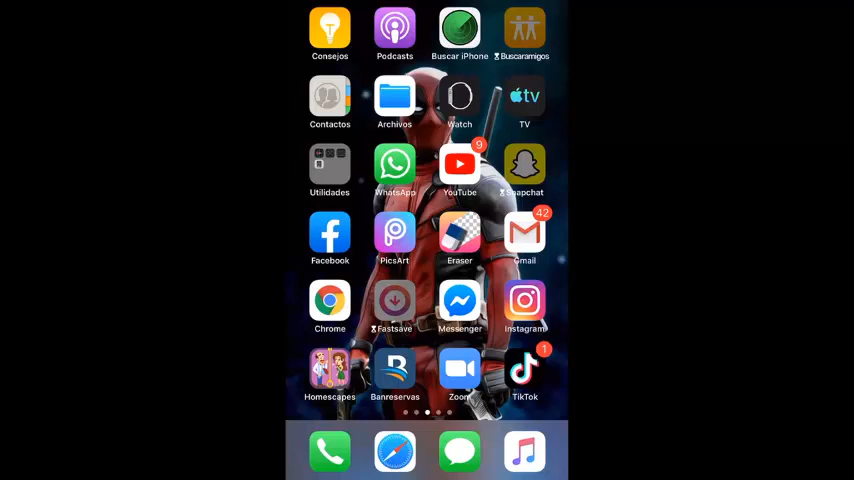 Consejos Podcasts Buscar iPhone Buscaramigos
tv
Contactos Archivos Watch TV
9
Utilidades WhatsApp YouTube Snapchat
42
Facebook PicsArt Eraser Gmail
Chrome Fastsave Messenger Instagram
1
Homescapes Banreservas Zoom TikTok